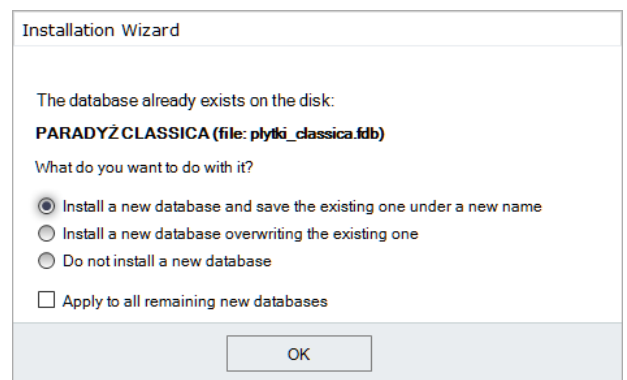 Installation Wizard
The database already exists on the disk:
PARADYŻ CLASSICA (file: plytki_classica.fdb)
What do you want to do with it?
Install a new database and save the existing one under a new name
Install a new database overwriting the existing one
Do not install a new database
Apply to all remaining new databases
OK